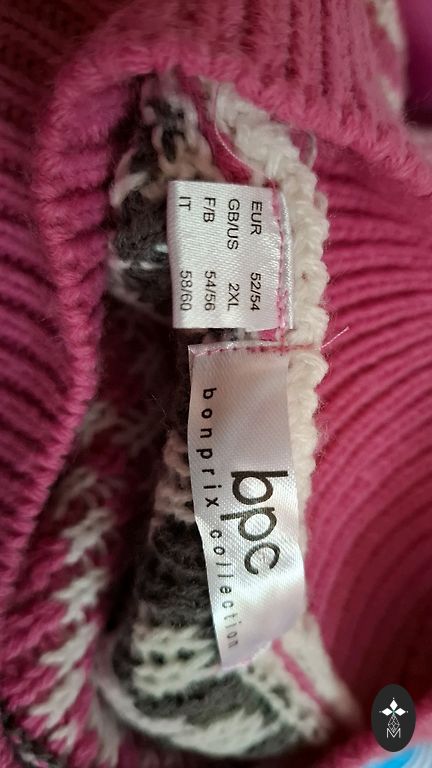 EUR 52/54
GB/US 2XL
F/B 54/56
IT 58/60
bpc
bonprix collection